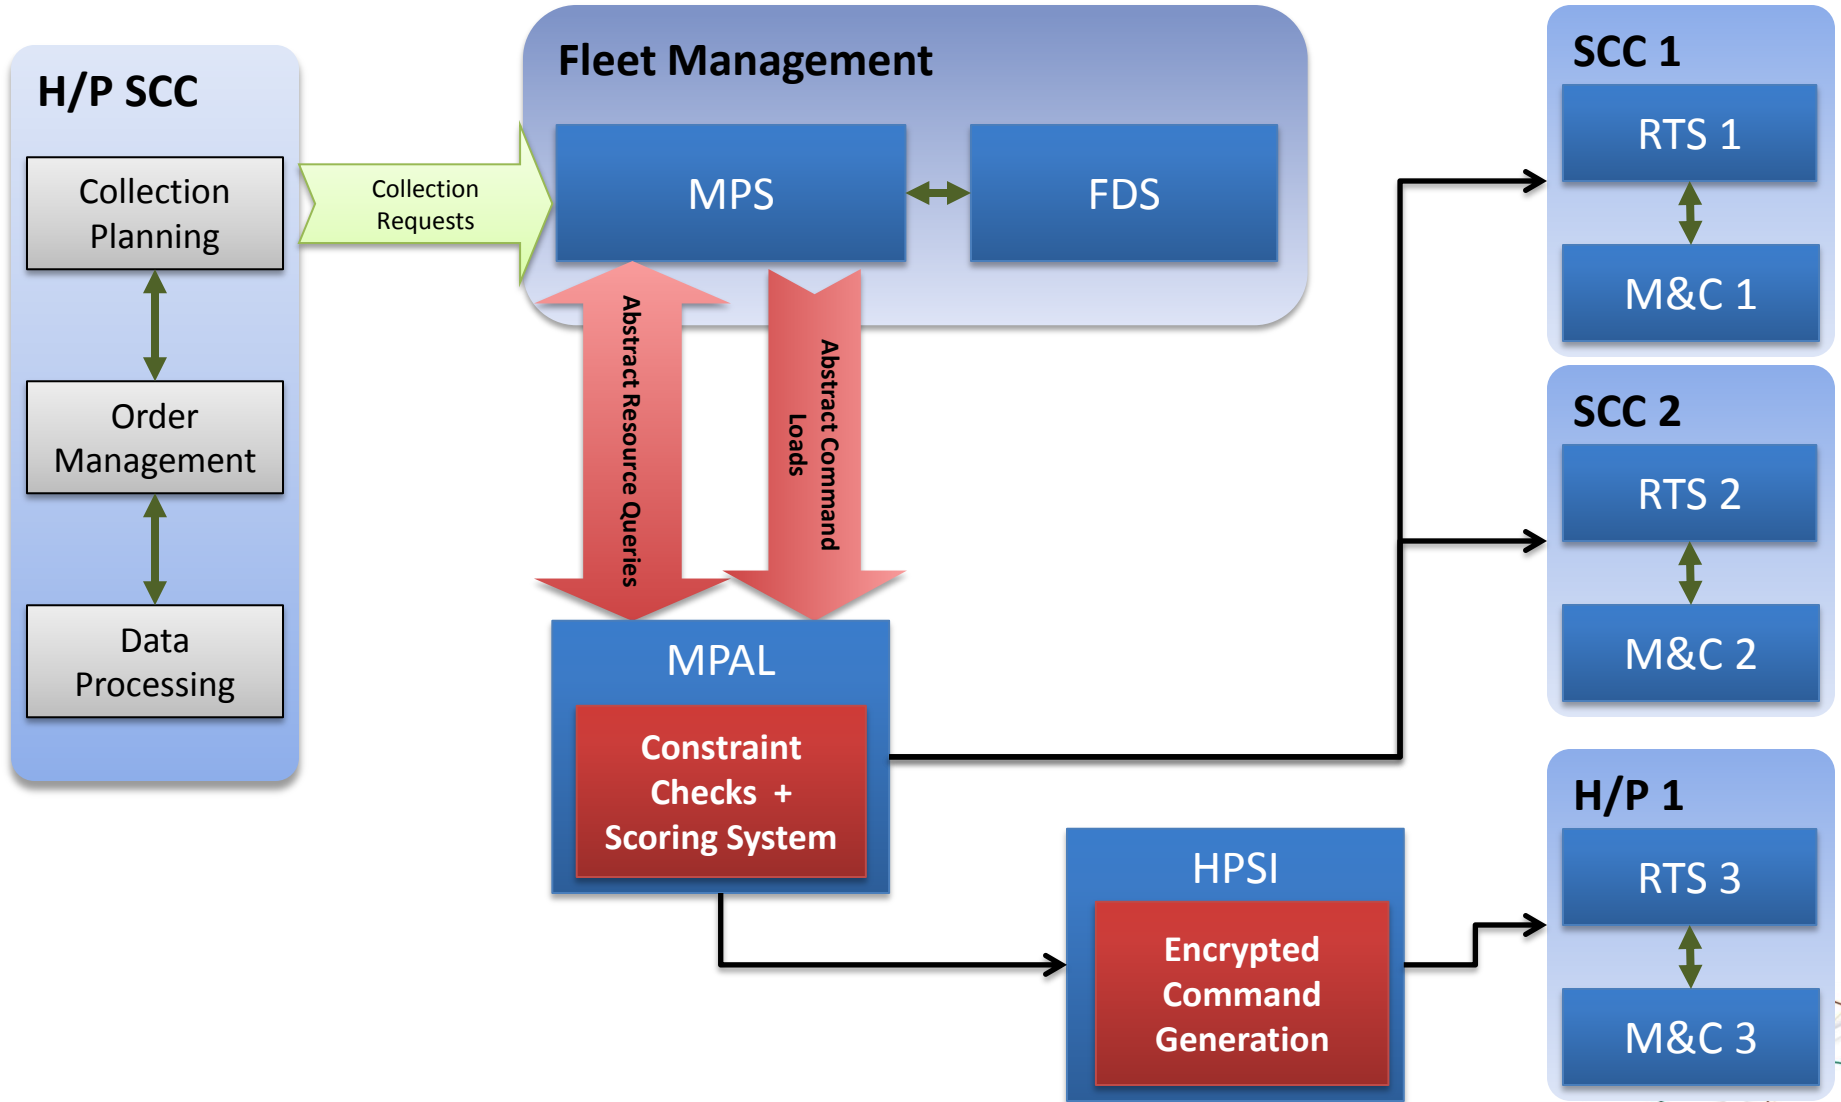 H/P SCC
Collection
Planning
Order
Management
Data
Processing
Collection
Requests
Fleet Management
MPS
FDS
Abstract Resource Queries
Abstract Command
Loads
MPAL
Constraint
Checks +
Scoring System
HPSI
Encrypted
Command
Generation
SCC 1
RTS 1
M&C 1
SCC 2
RTS 2
M&C 2
H/P 1
RTS 3
M&C 3